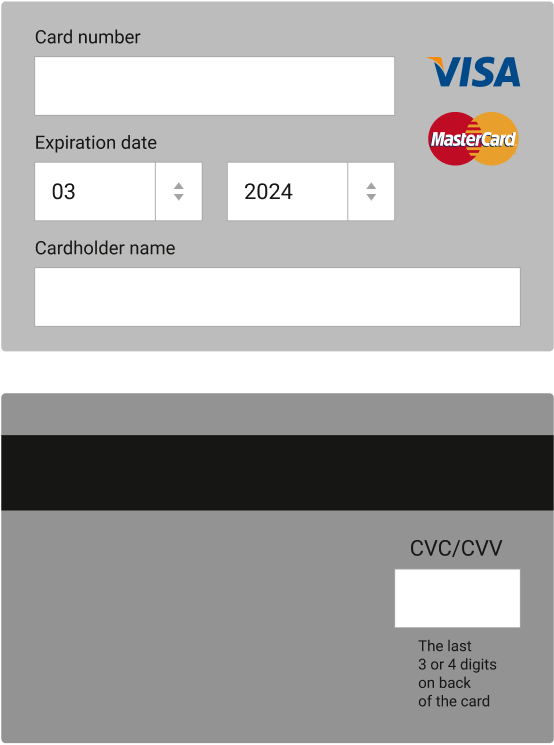 Card number
VISA
MasterCard
Expiration date
03
2024
Cardholder name
CVC/CVV
The last
3 or 4 digits
on back
of the card